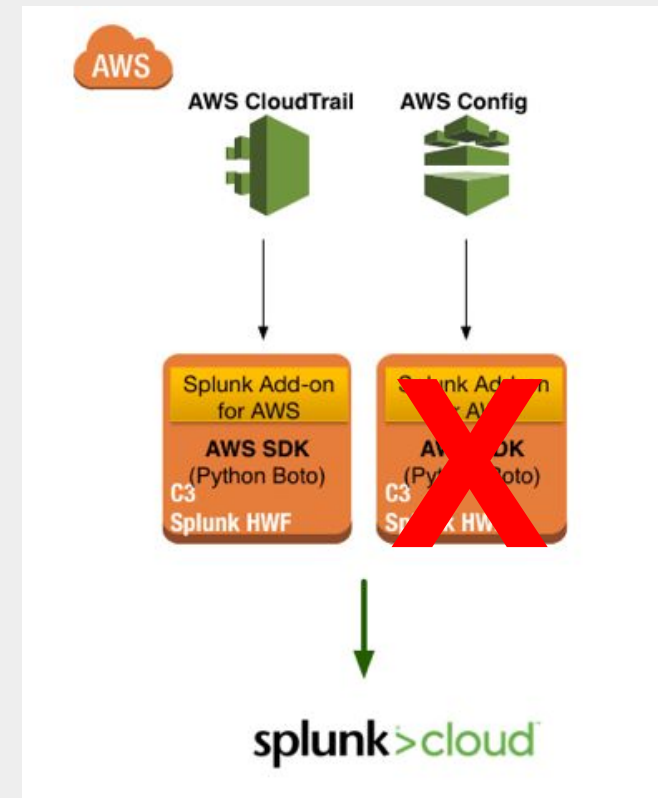 AWS
AWS CloudTrail
AWS Config
Splunk Add-on
for AWS
AWS SDK
(Python Boto)
C3
Splunk HWF
X
C3
splunk>cloud